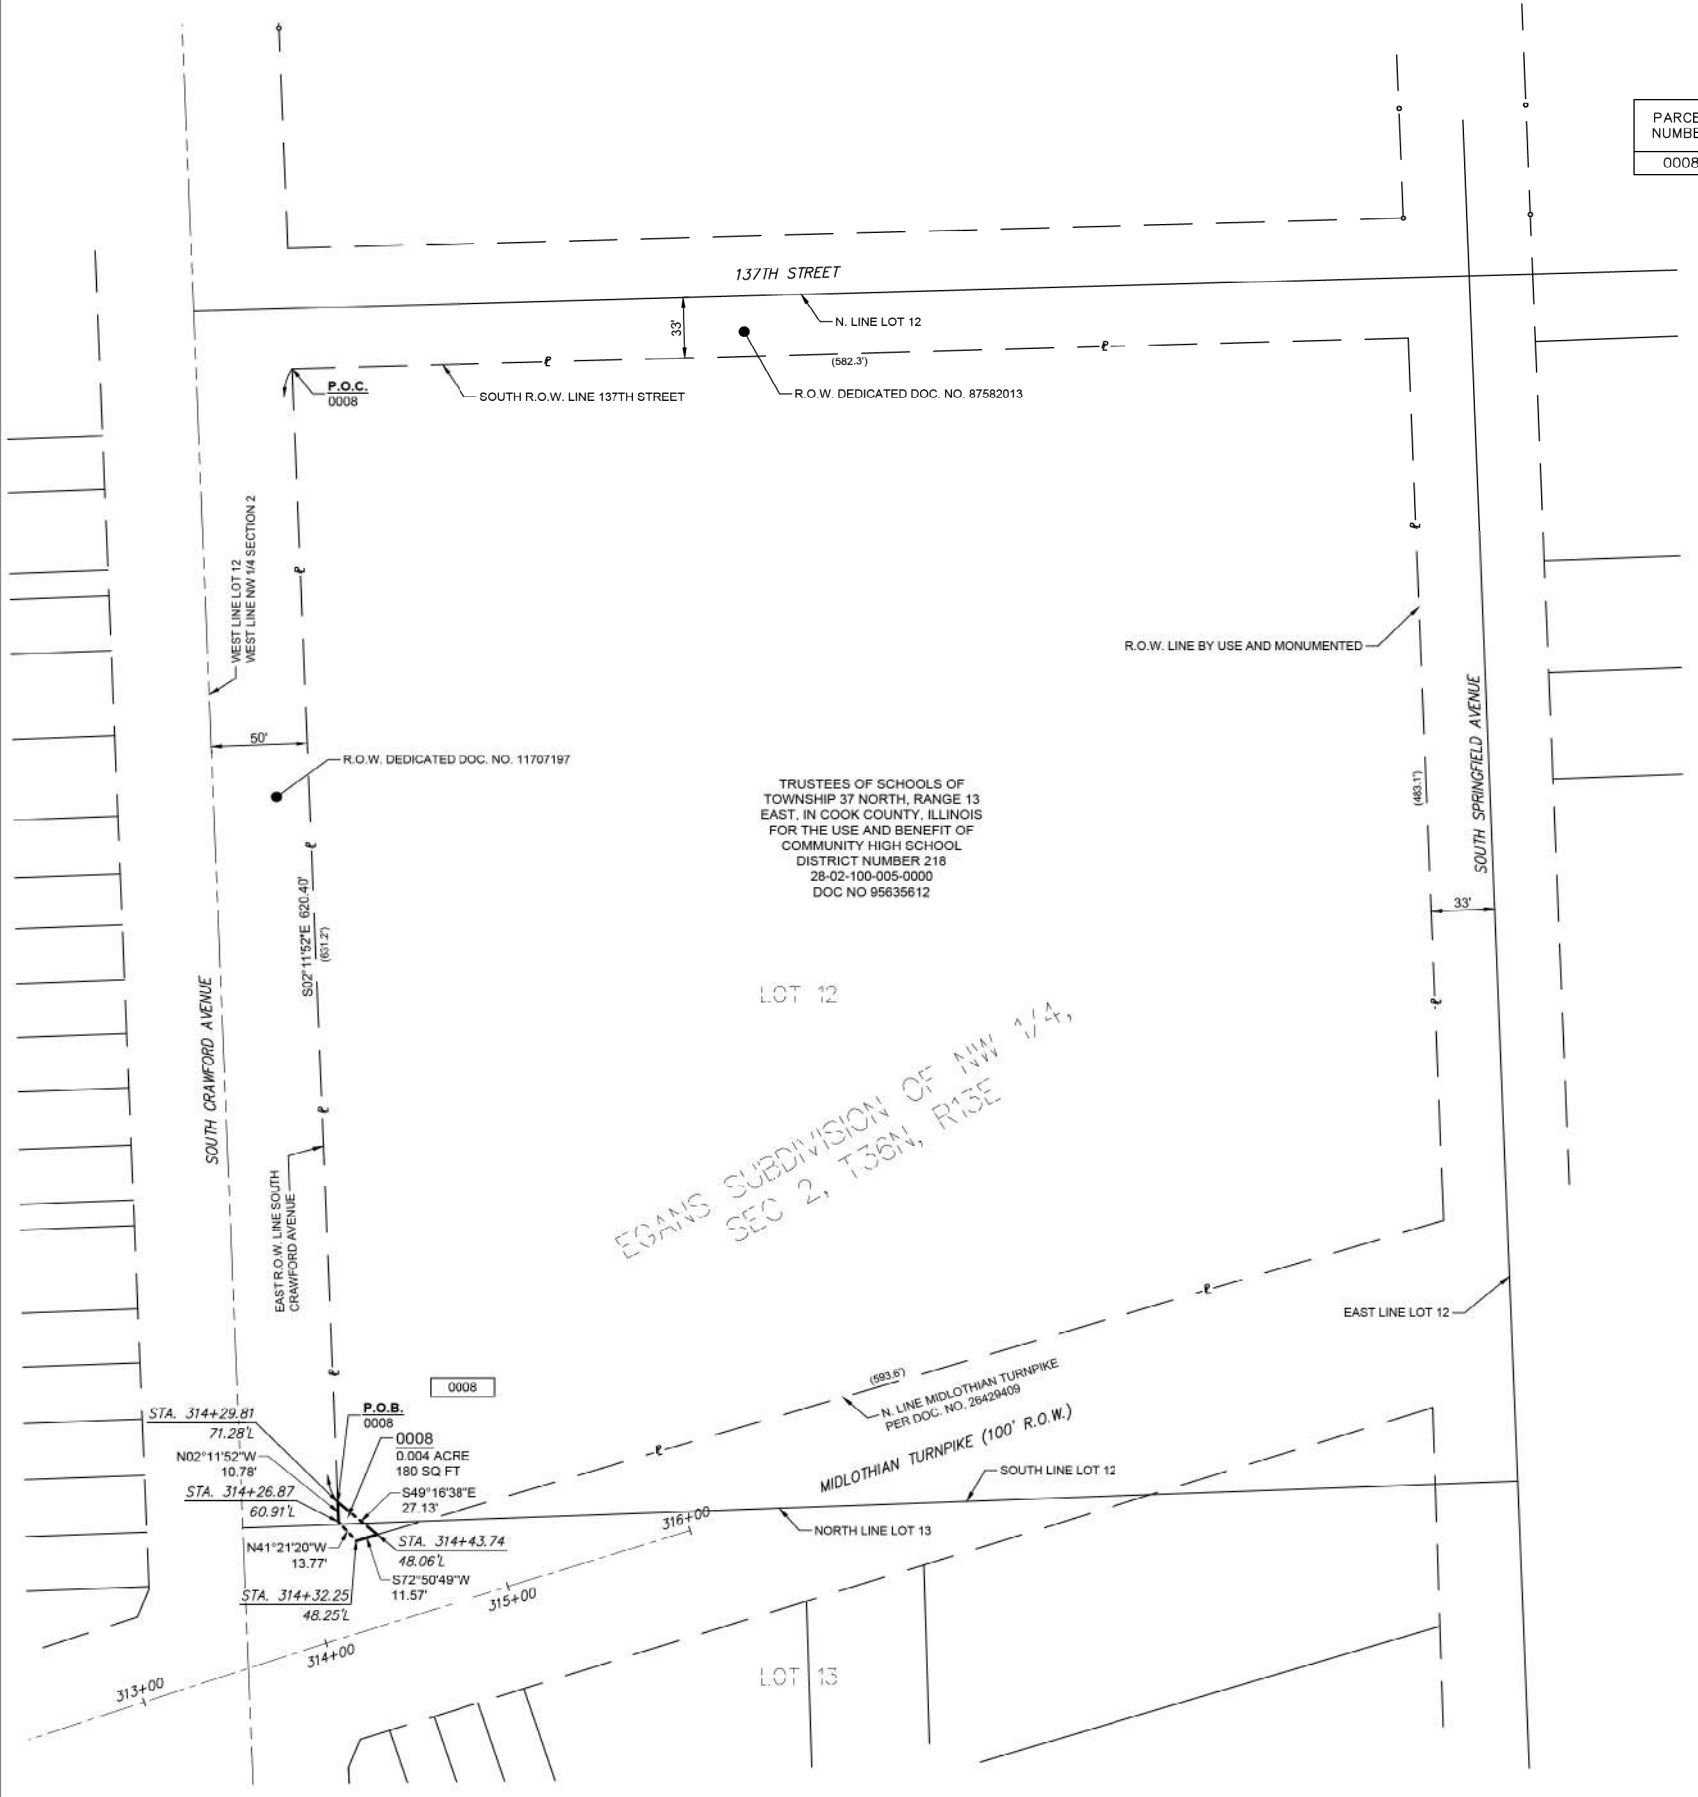 PARCE
NUMBE
0008
137TH STREET
N. LINE LOT 12
33'
(582.3')
P.O.C.
0008
SOUTH R.O.W. LINE 137TH STREET
R.O.W. DEDICATED DOC. NO. 87582013
WEST LINE LOT 12
WEST LINE NW 1/4 SECTION 2
R.O.W. LINE BY USE AND MONUMENTED
50'
R.O.W. DEDICATED DOC. NO. 11707197
SOUTH SPRINGFIELD AVENUE
(483.1')
33'
TRUSTEES OF SCHOOLS OF
TOWNSHIP 37 NORTH, RANGE 13
EAST, IN COOK COUNTY, ILLINOIS
FOR THE USE AND BENEFIT OF
COMMUNITY HIGH SCHOOL
DISTRICT NUMBER 218
28-02-100-005-0000
DOC NO 95635612
S02°11'52"E 620.40'
(631.2')
LOT 12
SOUTH CRAWFORD AVENUE
EGANS SUBDIVISION OF NW 1/4,
SEC 2, T36N, R13E
EAST R.O.W. LINE SOUTH
CRAWFORD AVENUE
EAST LINE LOT 12
(593.6')
N. LINE MIDLOTHIAN TURNPIKE
PER DOC. NO. 26429409
MIDLOTHIAN TURNPIKE (100' R.O.W.)
0008
P.O.B.
0008
0008
0.004 ACRE
180 SQ FT
STA. 314+29.81
71.28'L
N02°11'52"W
10.78'
STA. 314+26.87
60.91'L
S49°16'38"E
27.13'
SOUTH LINE LOT 12
NORTH LINE LOT 13
N41°21'20"W
13.77'
STA. 314+43.74
48.06'L
S72°50'49"W
11.57'
STA. 314+32.25
48.25'L
316+00
315+00
314+00
313+00
LOT 13